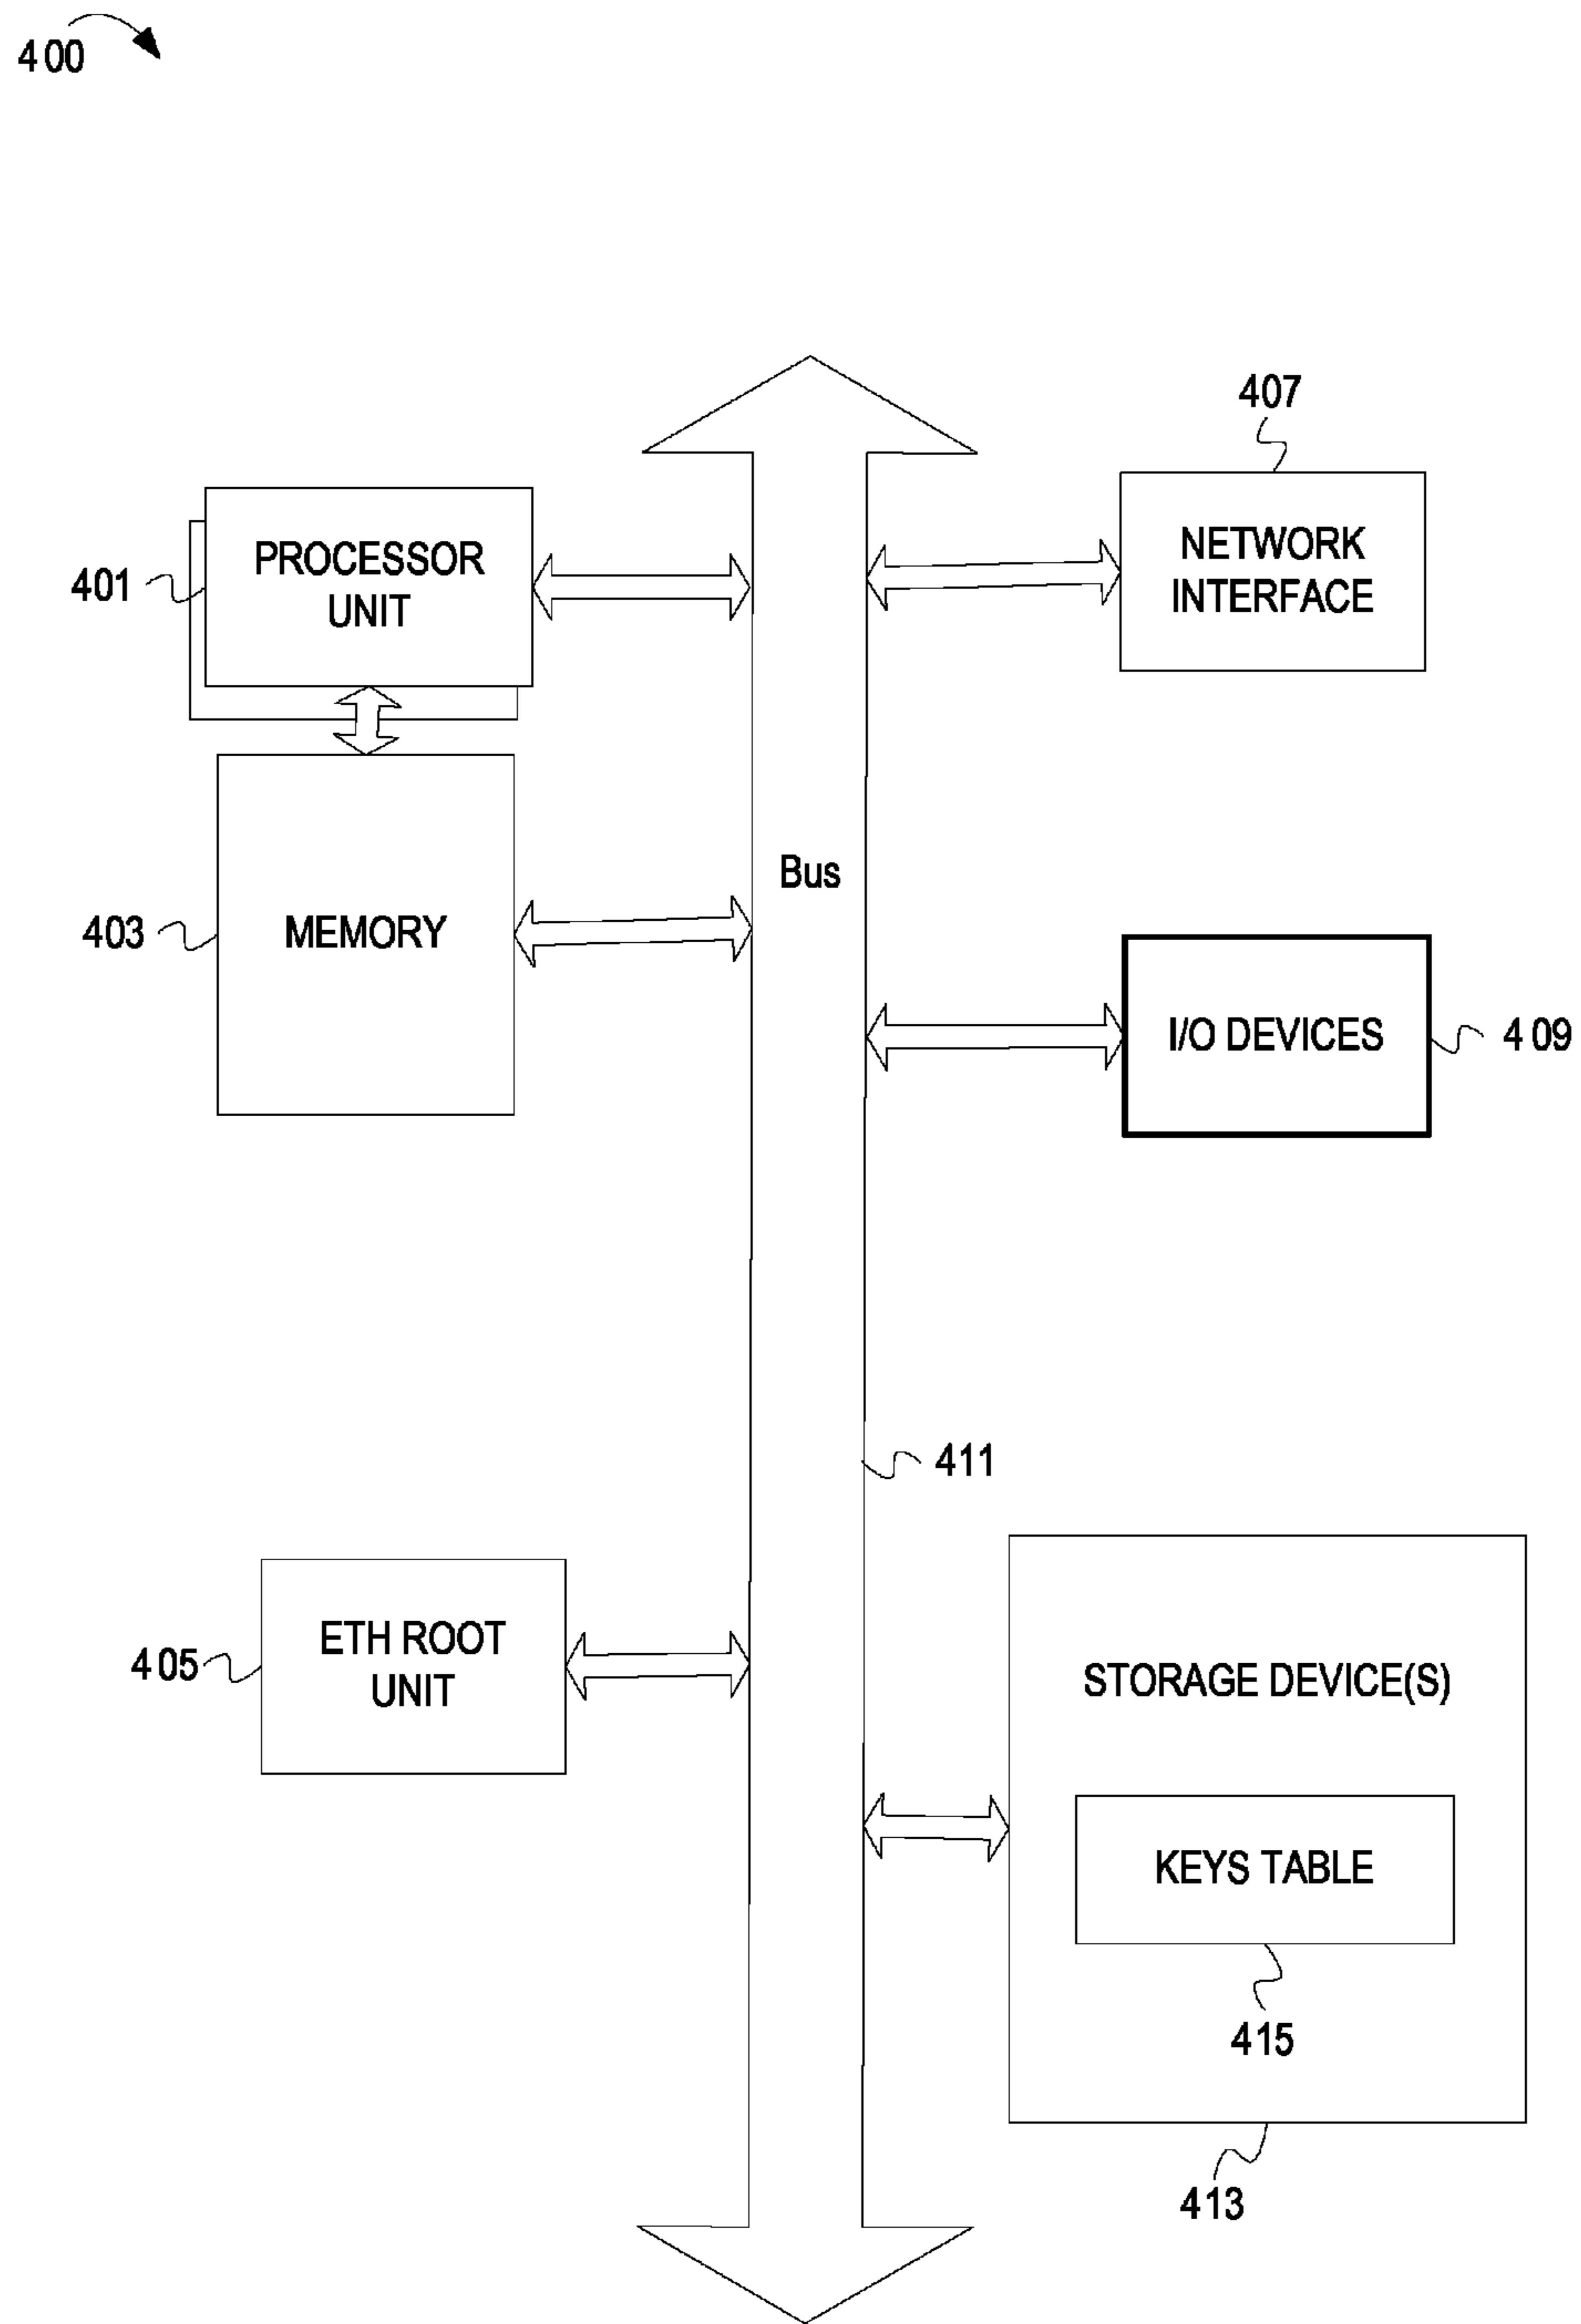 400
407
PROCESSOR
UNIT
401
NETWORK
INTERFACE
Bus
403
MEMORY
I/O DEVICES
409
411
ETH ROOT
UNIT
405
STORAGE DEVICE(S)
KEYS TABLE
415
413